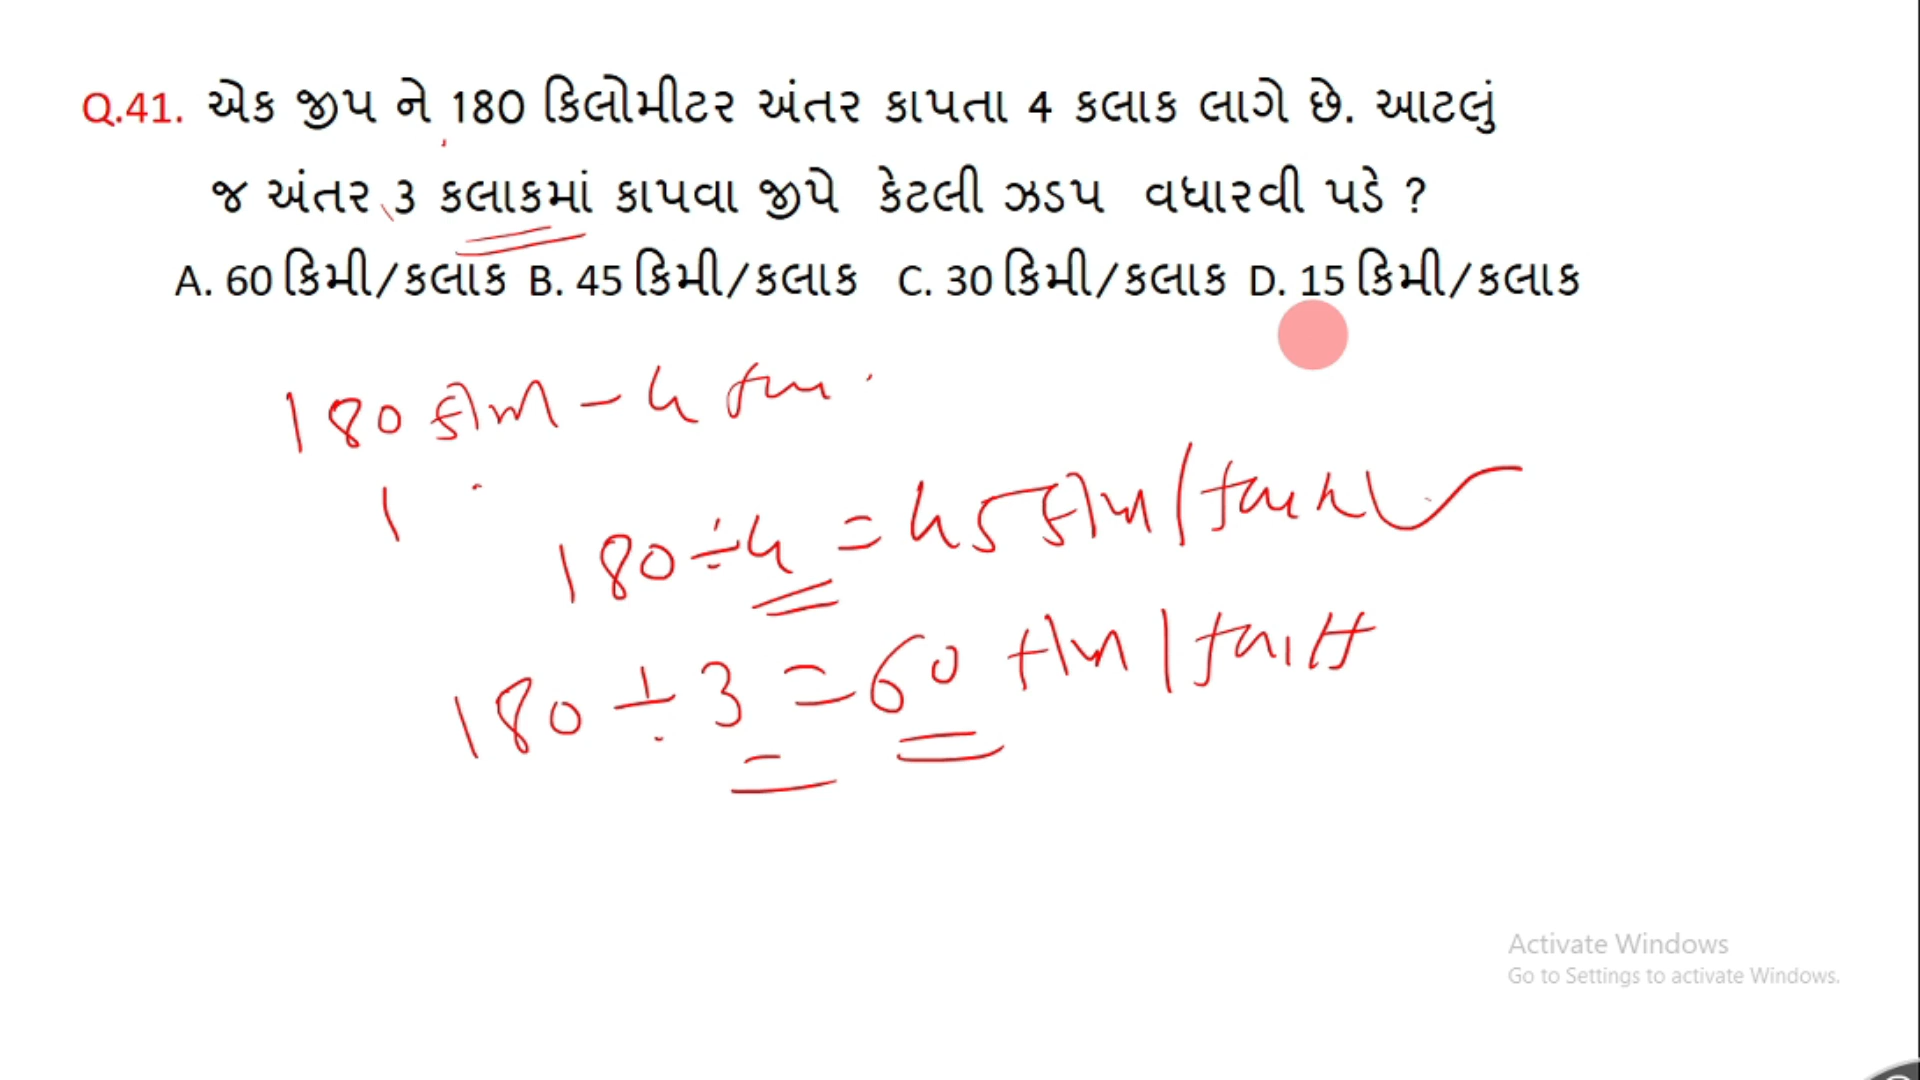 Q.41. એક જીપ ને 180 કિલોમીટર અંતર કાપતા 4 કલાક લાગે છે. આટલું
જ અંતર 3 કલાકમાં કાપવા જીપે કેટલી ઝડપ વધારવી પડે ?
A. 60 કિમી/કલાક B. 45 કિમી/કલાક C. 30 કિમી/કલાક D. 15 કિમી/કલાક
180 કીમી - 4
1
180 ÷ 4 = 45 કીમી / કલાક
180 ÷ 3 = 60 કીમી / કલાક
Activate Windows
Go to Settings to activate Windows.